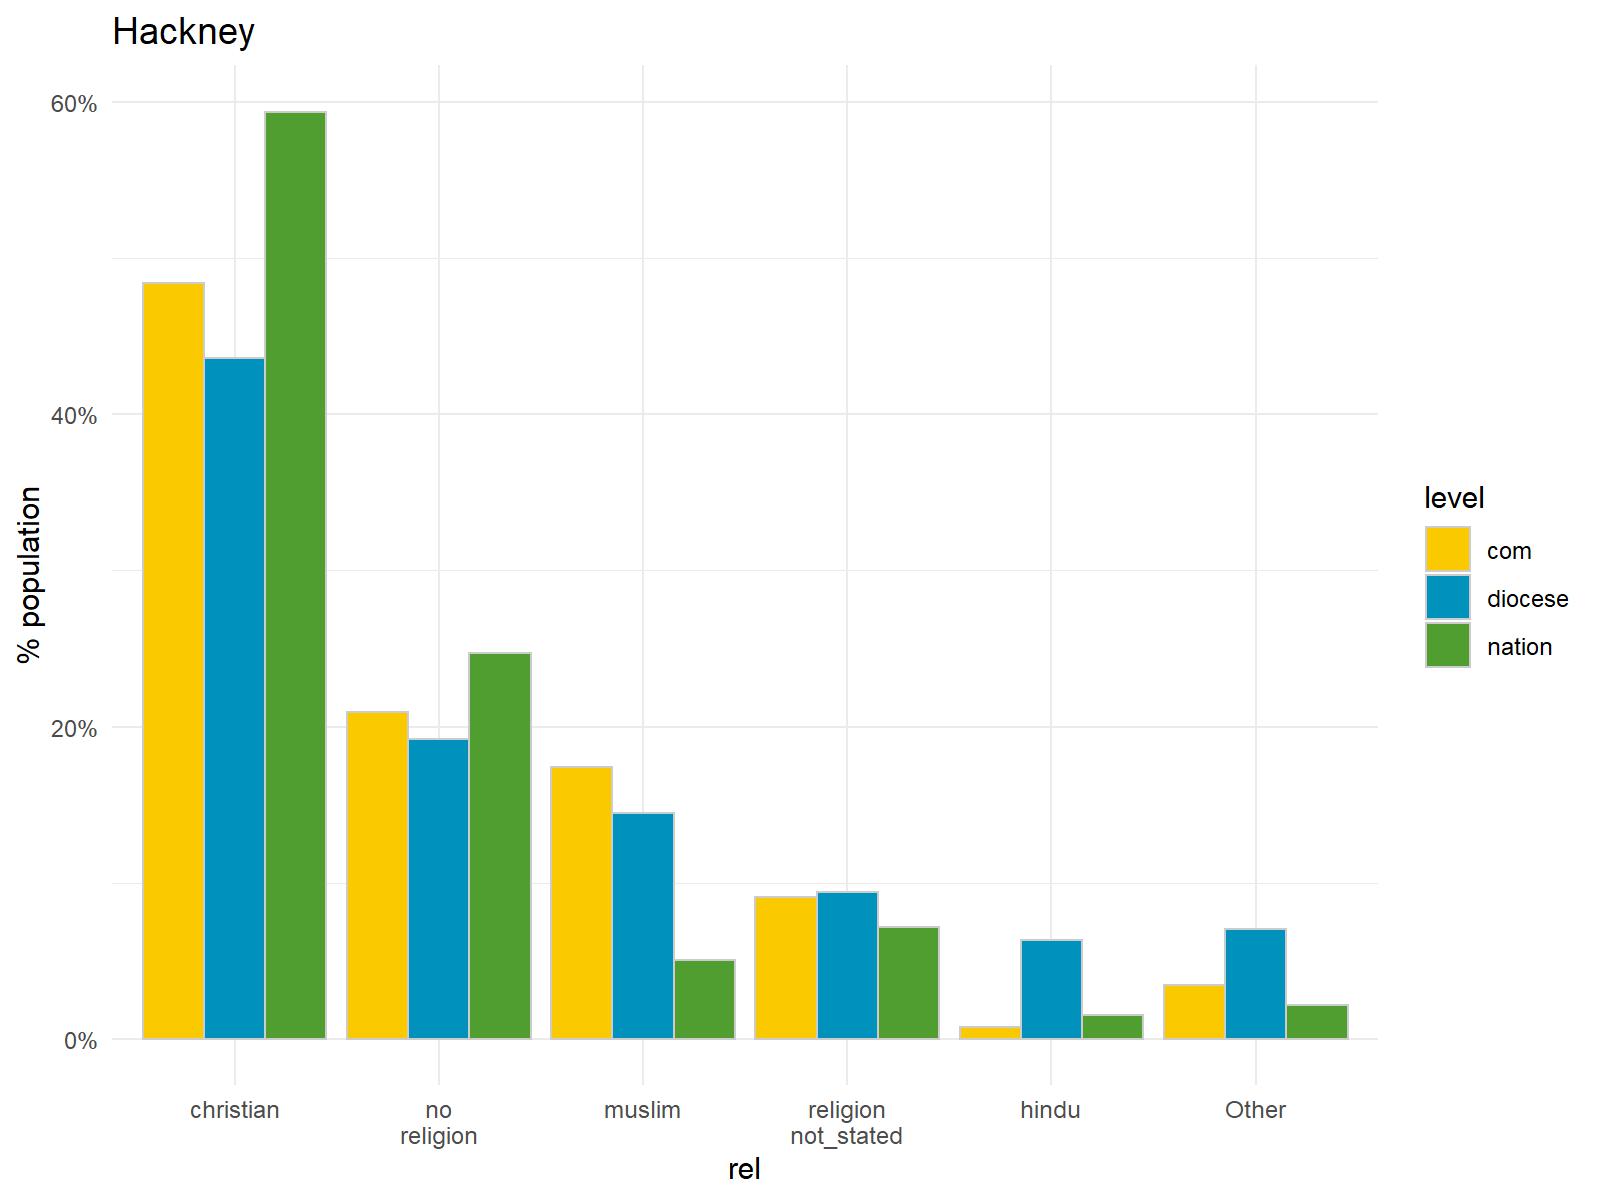 Hackney
60%
40%
20%
0%
% population
christian
no
religion
muslim
religion
not_stated
hindu
Other
rel
level
com
diocese
nation